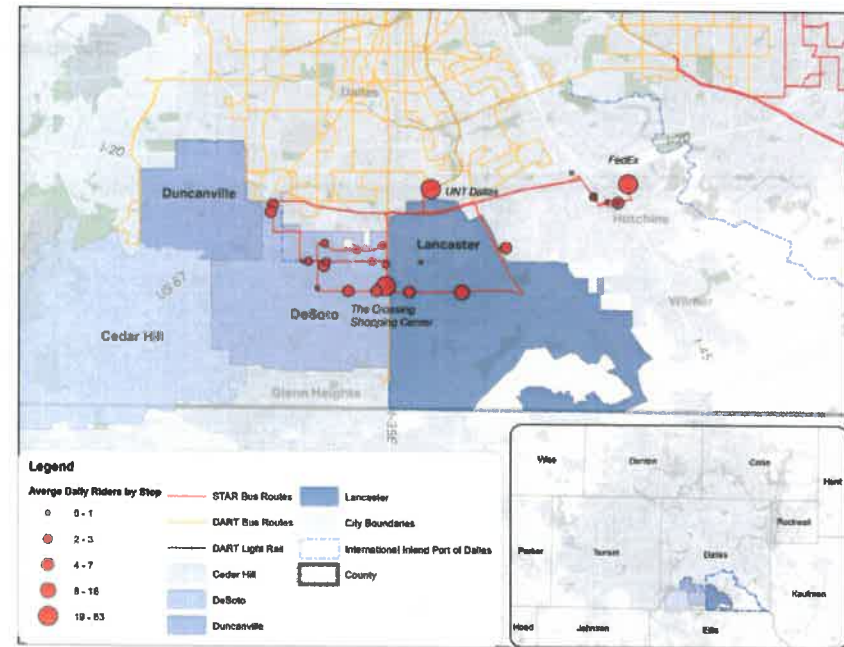 Dallas
I-20
Duncanville
UNT Dallas
FedEx
Hutchins
Lancaster
US-67
DeSoto
The Crossing
Shopping Center
Cedar Hill
Wilmer
I-45
Glenn Heights
I-35E
Legend
Averge Daily Riders by Stop
0 - 1
2 - 3
4 - 7
8 - 18
19 - 63
STAR Bus Routes
DART Bus Routes
DART Light Rail
Cedar Hill
DeSoto
Duncanville
Lancaster
City Boundaries
International Inland Port of Dallas
County
Wise
Denton
Collin
Hunt
Rockwall
Parker
Tarrant
Dallas
Kaufman
Hood
Johnson
Ellis